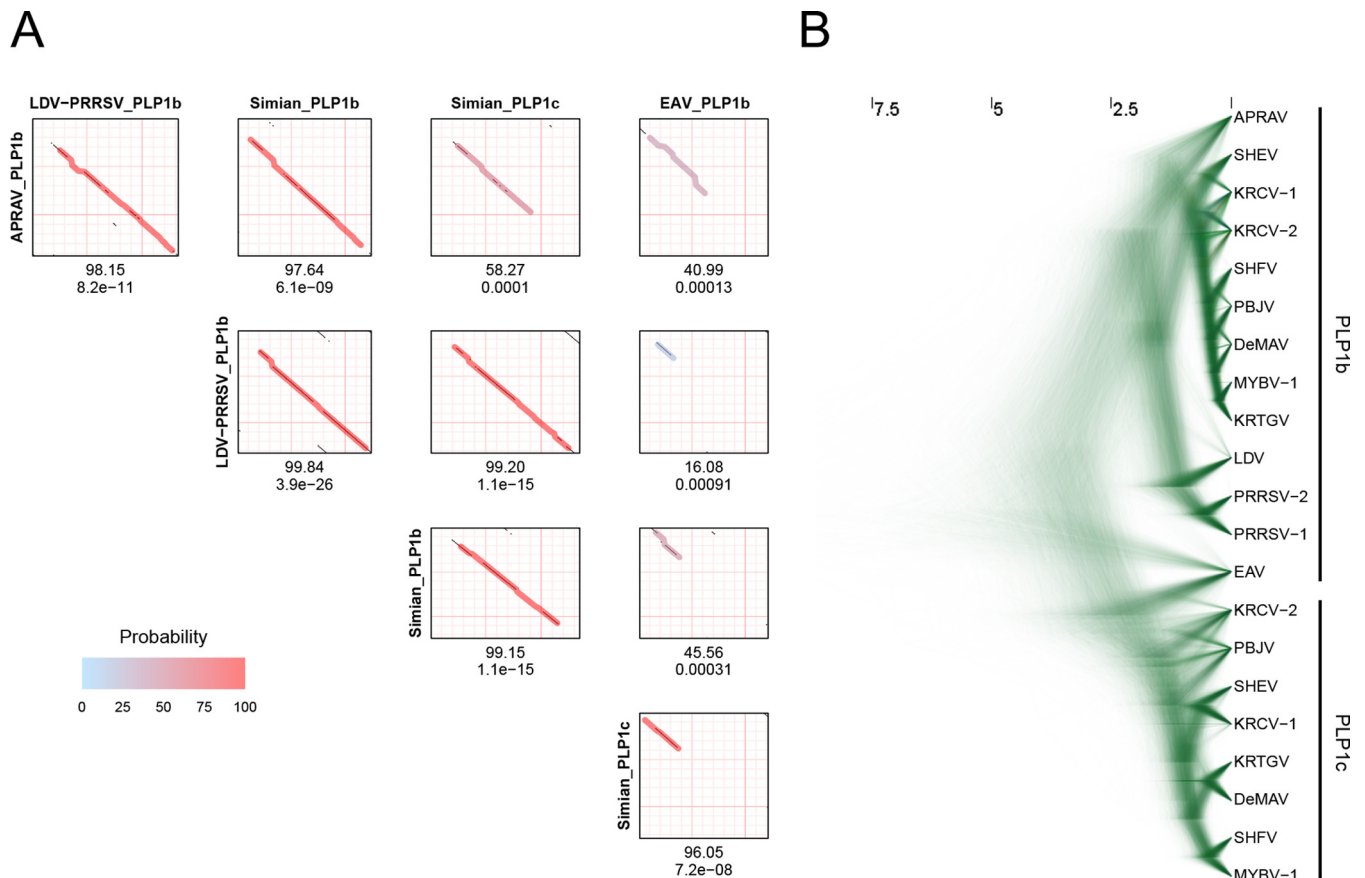 A
B
LDV−PRRSV_PLP1b
Simian_PLP1b
Simian_PLP1c
EAV_PLP1b
APRAV_PLP1b
98.15
8.2e−11
97.64
6.1e−09
58.27
0.0001
40.99
0.00013
LDV−PRRSV_PLP1b
99.84
3.9e−26
99.20
1.1e−15
16.08
0.00091
Simian_PLP1b
99.15
1.1e−15
45.56
0.00031
Simian_PLP1c
96.05
7.2e−08
Probability
0 25 50 75 100
7.5 5 2.5
APRAV
SHEV
KRCV−1
KRCV−2
SHFV
PBJV
DeMAV
MYBV−1
KRTGV
LDV
PRRSV−2
PRRSV−1
EAV
KRCV−2
PBJV
SHEV
KRCV−1
KRTGV
DeMAV
SHFV
MYBV−1
PLP1b
PLP1c